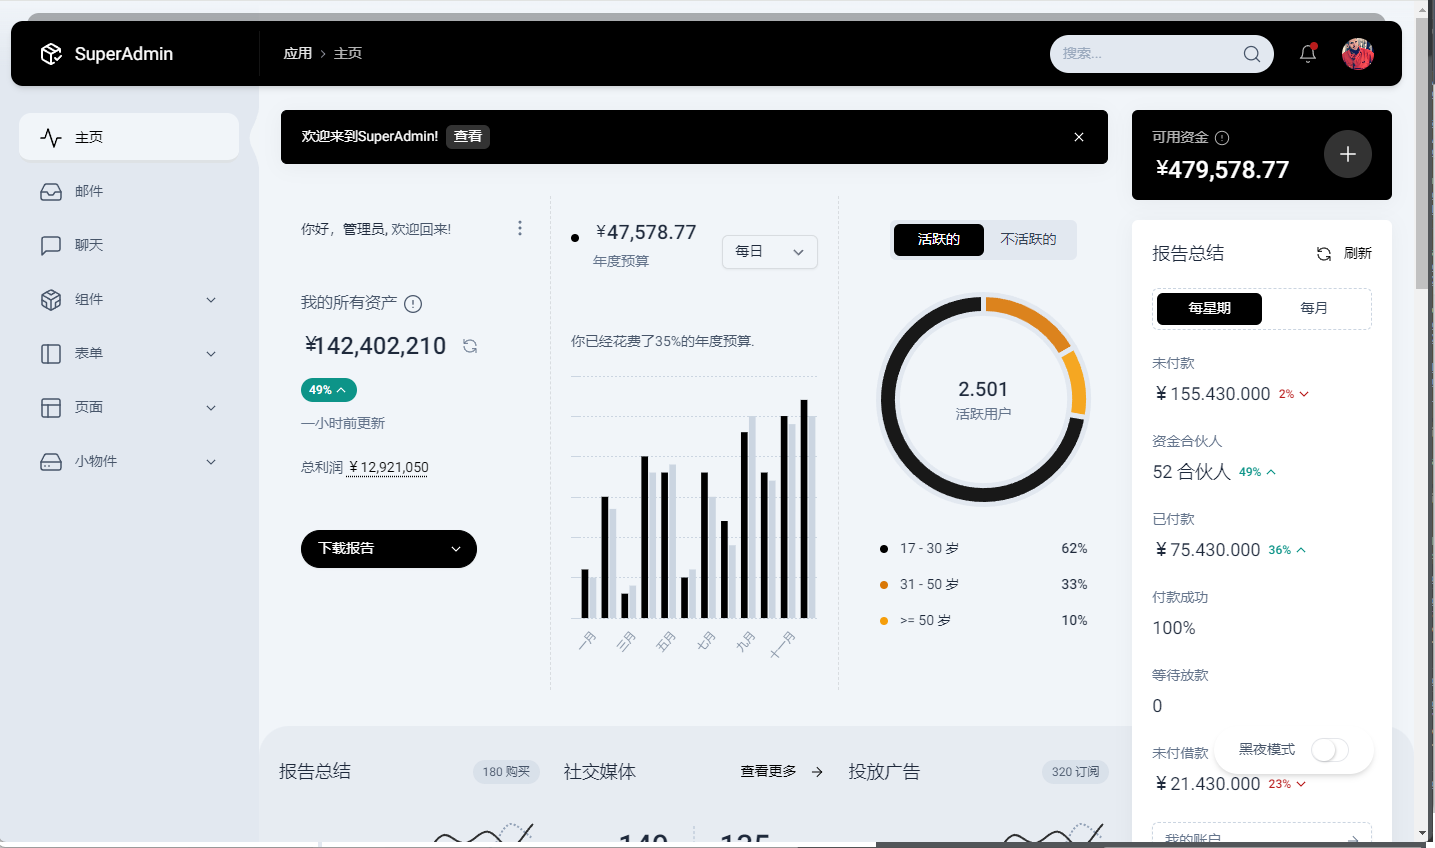 SuperAdmin
应用 > 主页
搜索...
主页
邮件
聊天
组件
表单
页面
小物件
欢迎来到SuperAdmin! 查看
你好，管理员, 欢迎回来!
我的所有资产
¥142,402,210
49%
一小时前更新
总利润 ¥ 12,921,050
下载报告
¥47,578.77
年度预算
每日
你已经花费了35%的年度预算.
一月
三月
五月
七月
九月
十一月
活跃的 不活跃的
2.501
活跃用户
17 - 30 岁 62%
31 - 50 岁 33%
>= 50 岁 10%
可用资金
¥479,578.77
报告总结 刷新
每星期 每月
未付款
¥ 155.430.000 2%
资金合伙人
52 合伙人 49%
已付款
¥ 75.430.000 36%
付款成功
100%
等待放款
0
未付借款
¥ 21.430.000 23%
黑夜模式
我的账户
报告总结 180 购买
社交媒体 查看更多 →
投放广告 320 订阅